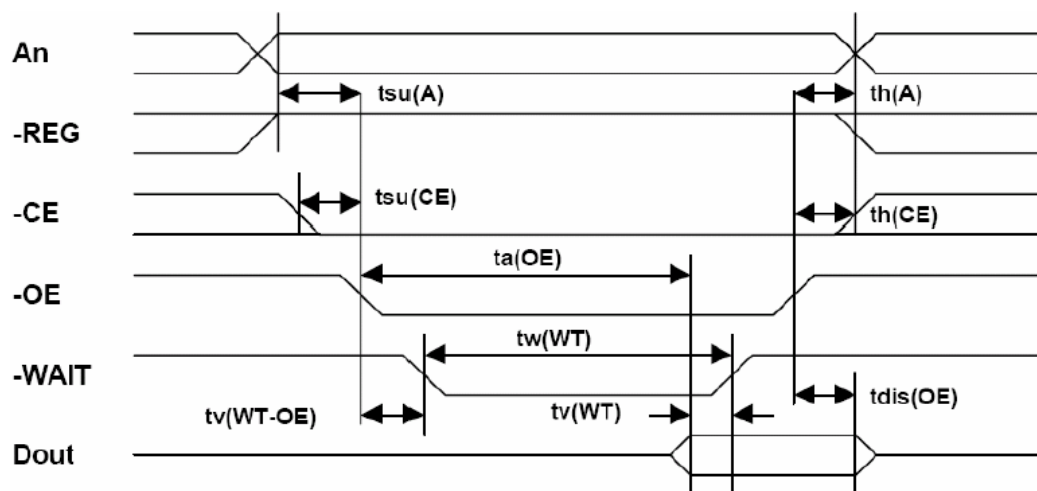 An
tsu(A)
th(A)
-REG
-CE
tsu(CE)
th(CE)
ta(OE)
-OE
tw(WT)
-WAIT
tv(WT-OE)
tv(WT)
tdis(OE)
Dout